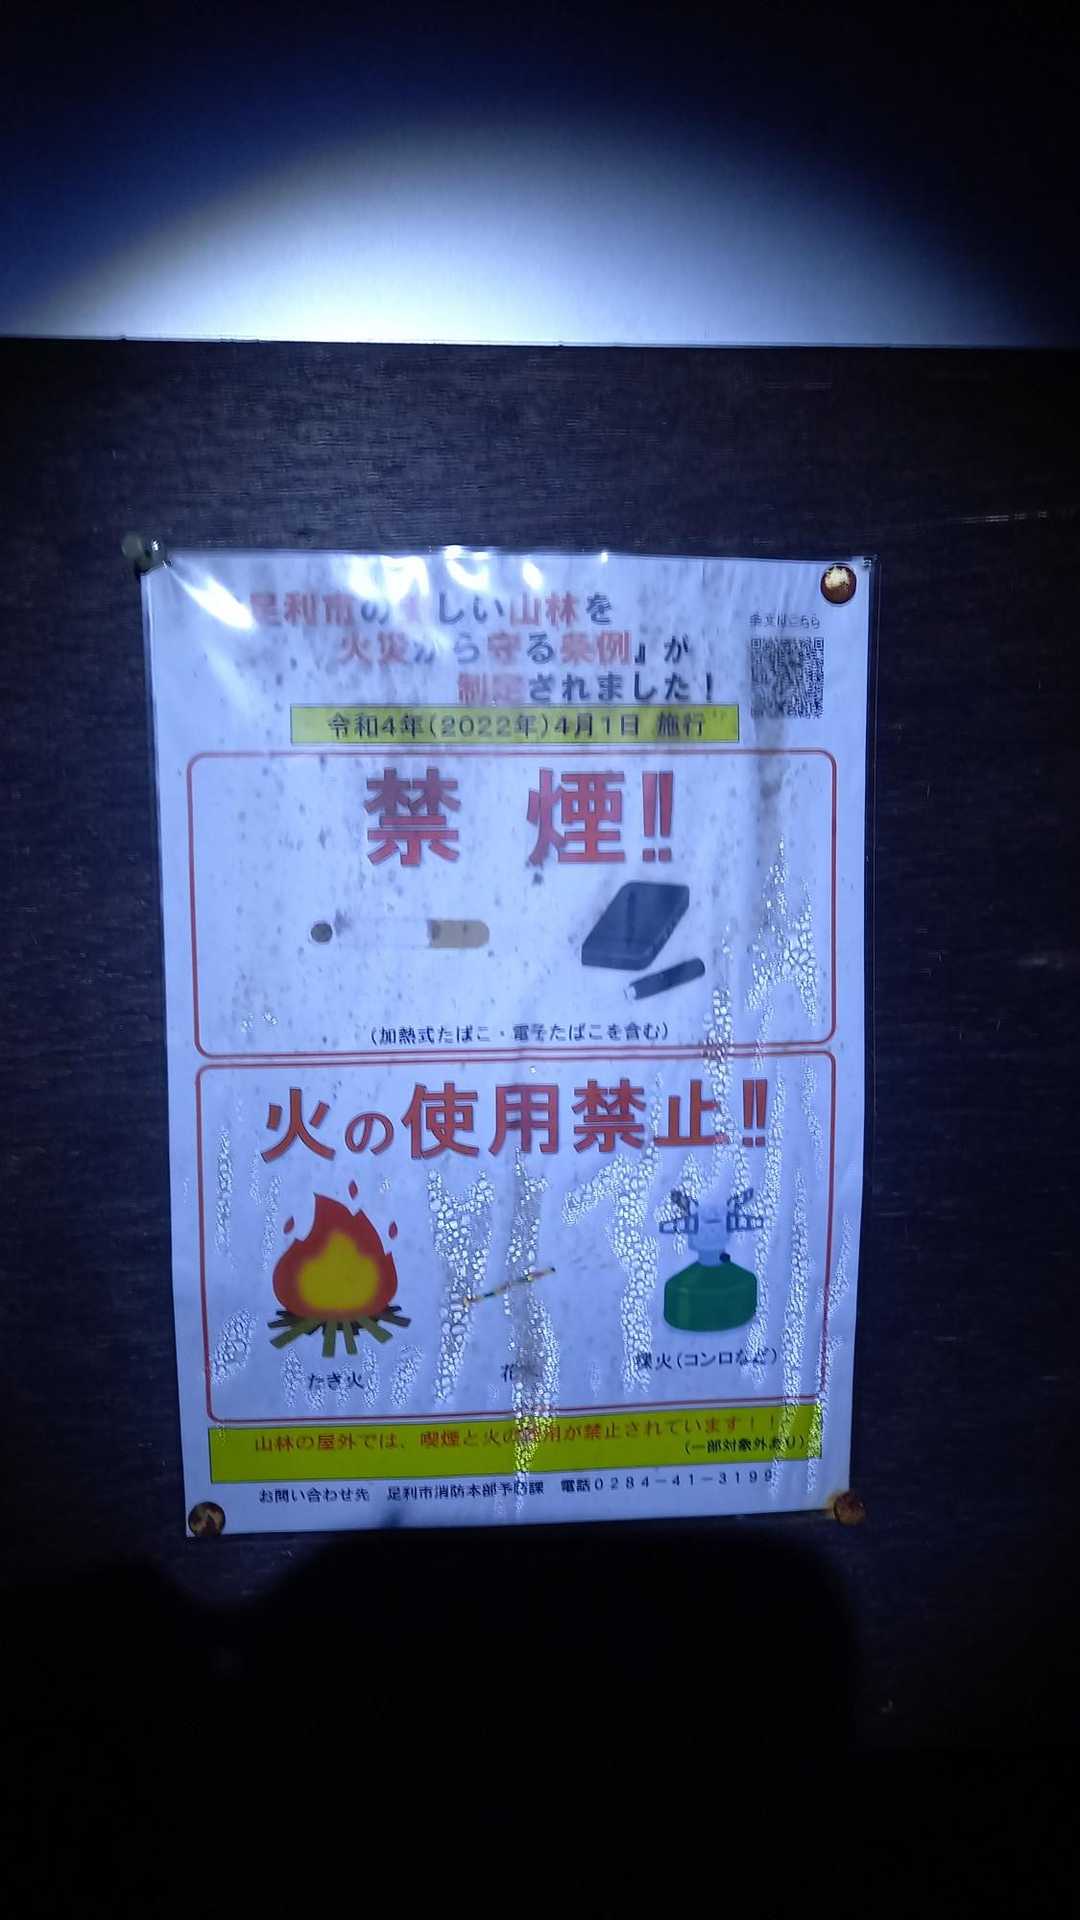 足利市の しい山林を
火災から守る条例』が
制定されました！
条文はこちら
令和4年(2022年)4月1日 施行
禁 煙!!
(加熱式たばこ・電子たばこを含む)
火の使用禁止!!
たき火
裸火(コンロなど)
山林の屋外では、喫煙と火の使用が禁止されています！！
(一部対象外あり)
お問い合わせ先 足利市消防本部予防課 電話0284-41-3199